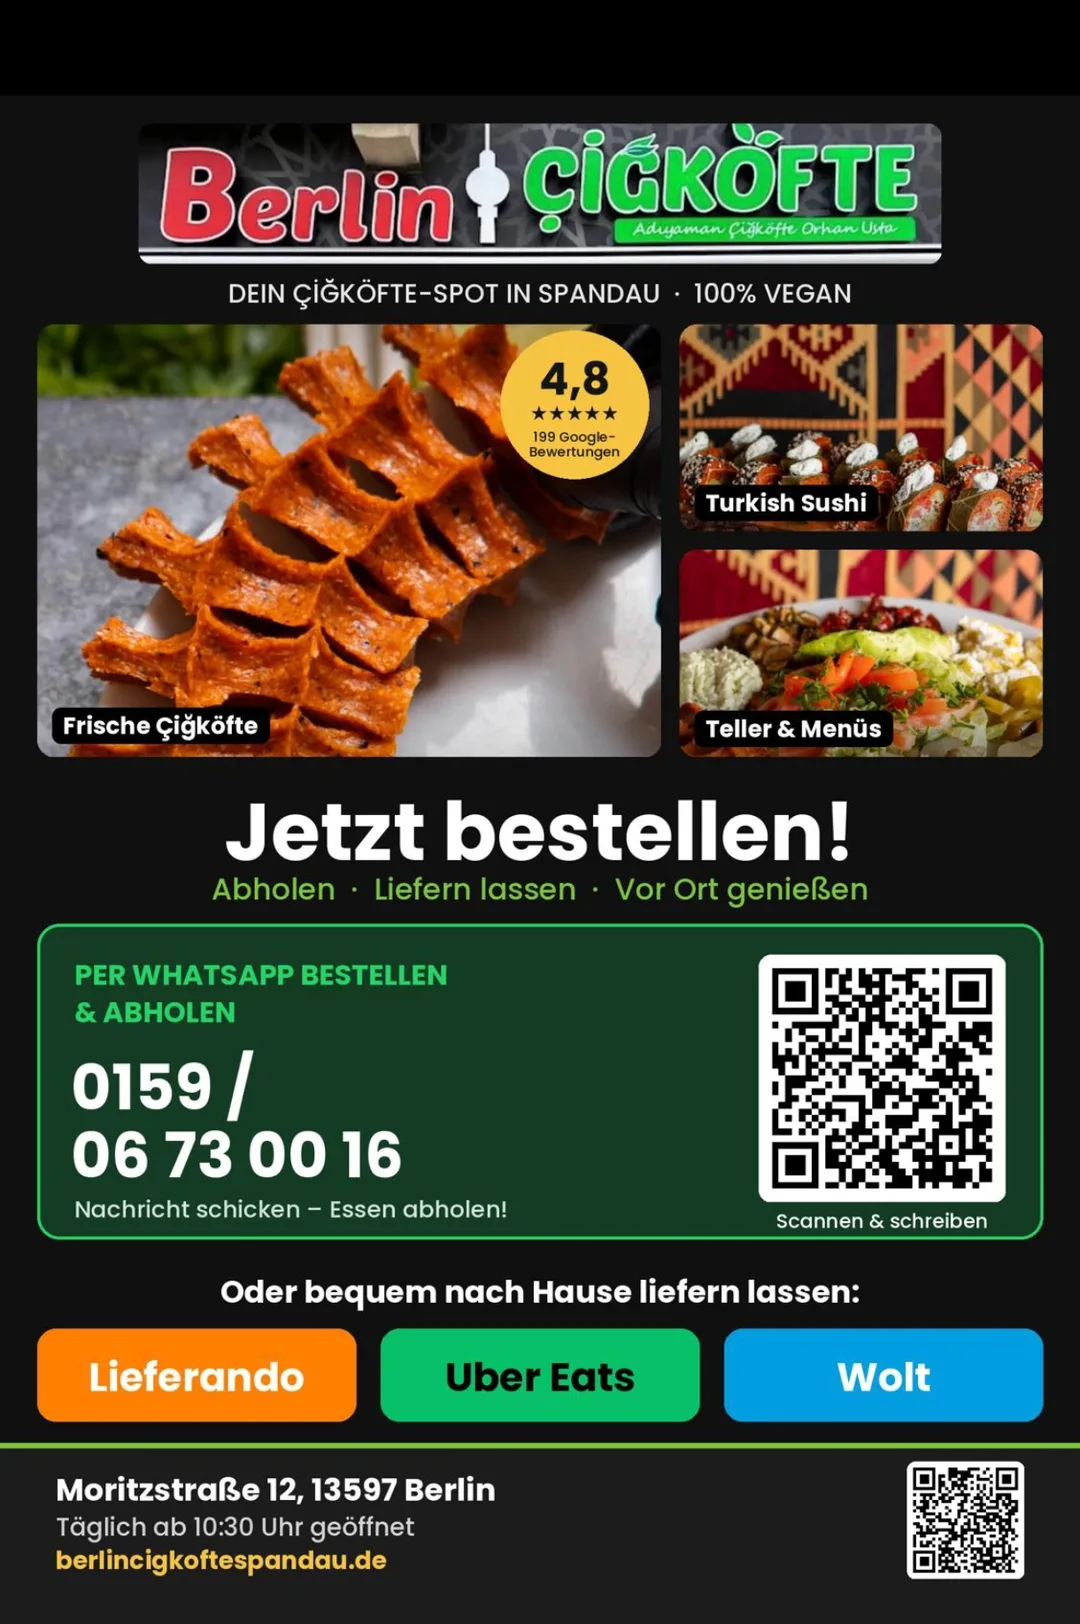 Berlin ÇİĞKÖFTE
Adıyaman Çiğköfte Orhan Usta
DEIN ÇİĞKÖFTE-SPOT IN SPANDAU · 100% VEGAN
4,8
★★★★★
199 Google-
Bewertungen
Turkish Sushi
Frische Çiğköfte
Teller & Menüs
Jetzt bestellen!
Abholen · Liefern lassen · Vor Ort genießen
PER WHATSAPP BESTELLEN
& ABHOLEN
0159 /
06 73 00 16
Nachricht schicken – Essen abholen!
Scannen & schreiben
Oder bequem nach Hause liefern lassen:
Lieferando
Uber Eats
Wolt
Moritzstraße 12, 13597 Berlin
Täglich ab 10:30 Uhr geöffnet
berlincigkoftespandau.de